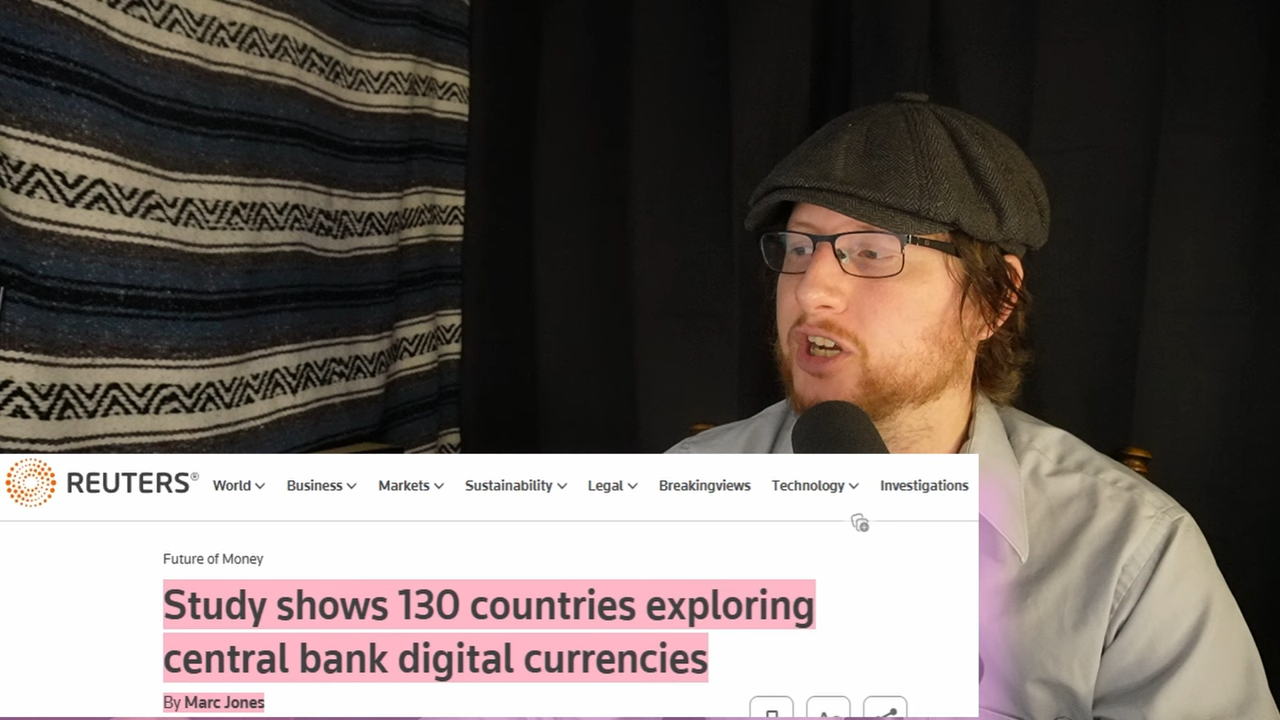 REUTERS® World Business Markets Sustainability Legal Breakingviews Technology Investigations
Future of Money
Study shows 130 countries exploring
central bank digital currencies
By Marc Jones